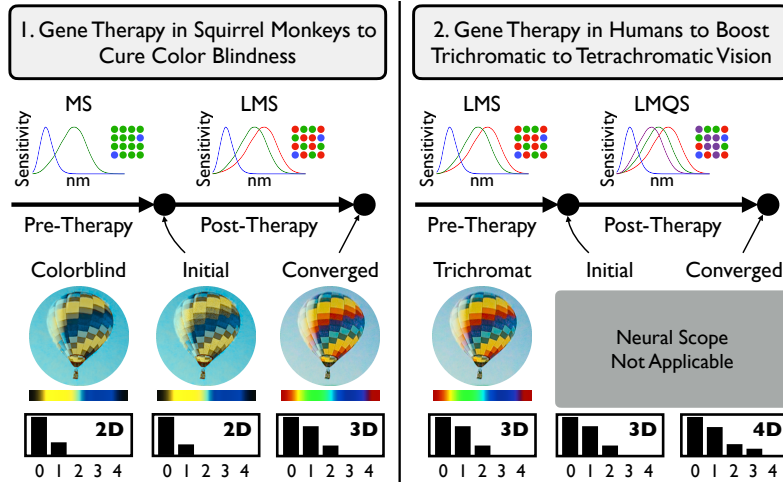 1. Gene Therapy in Squirrel Monkeys to
Cure Color Blindness
MS
LMS
Sensitivity
nm
Sensitivity
nm
Pre-Therapy
Post-Therapy
Colorblind
Initial
Converged
2D
0 1 2 3 4
2D
0 1 2 3 4
3D
0 1 2 3 4
2. Gene Therapy in Humans to Boost
Trichromatic to Tetrachromatic Vision
LMS
LMQS
Sensitivity
nm
Sensitivity
nm
Pre-Therapy
Post-Therapy
Trichromat
Initial
Converged
Neural Scope
Not Applicable
3D
0 1 2 3 4
3D
0 1 2 3 4
4D
0 1 2 3 4